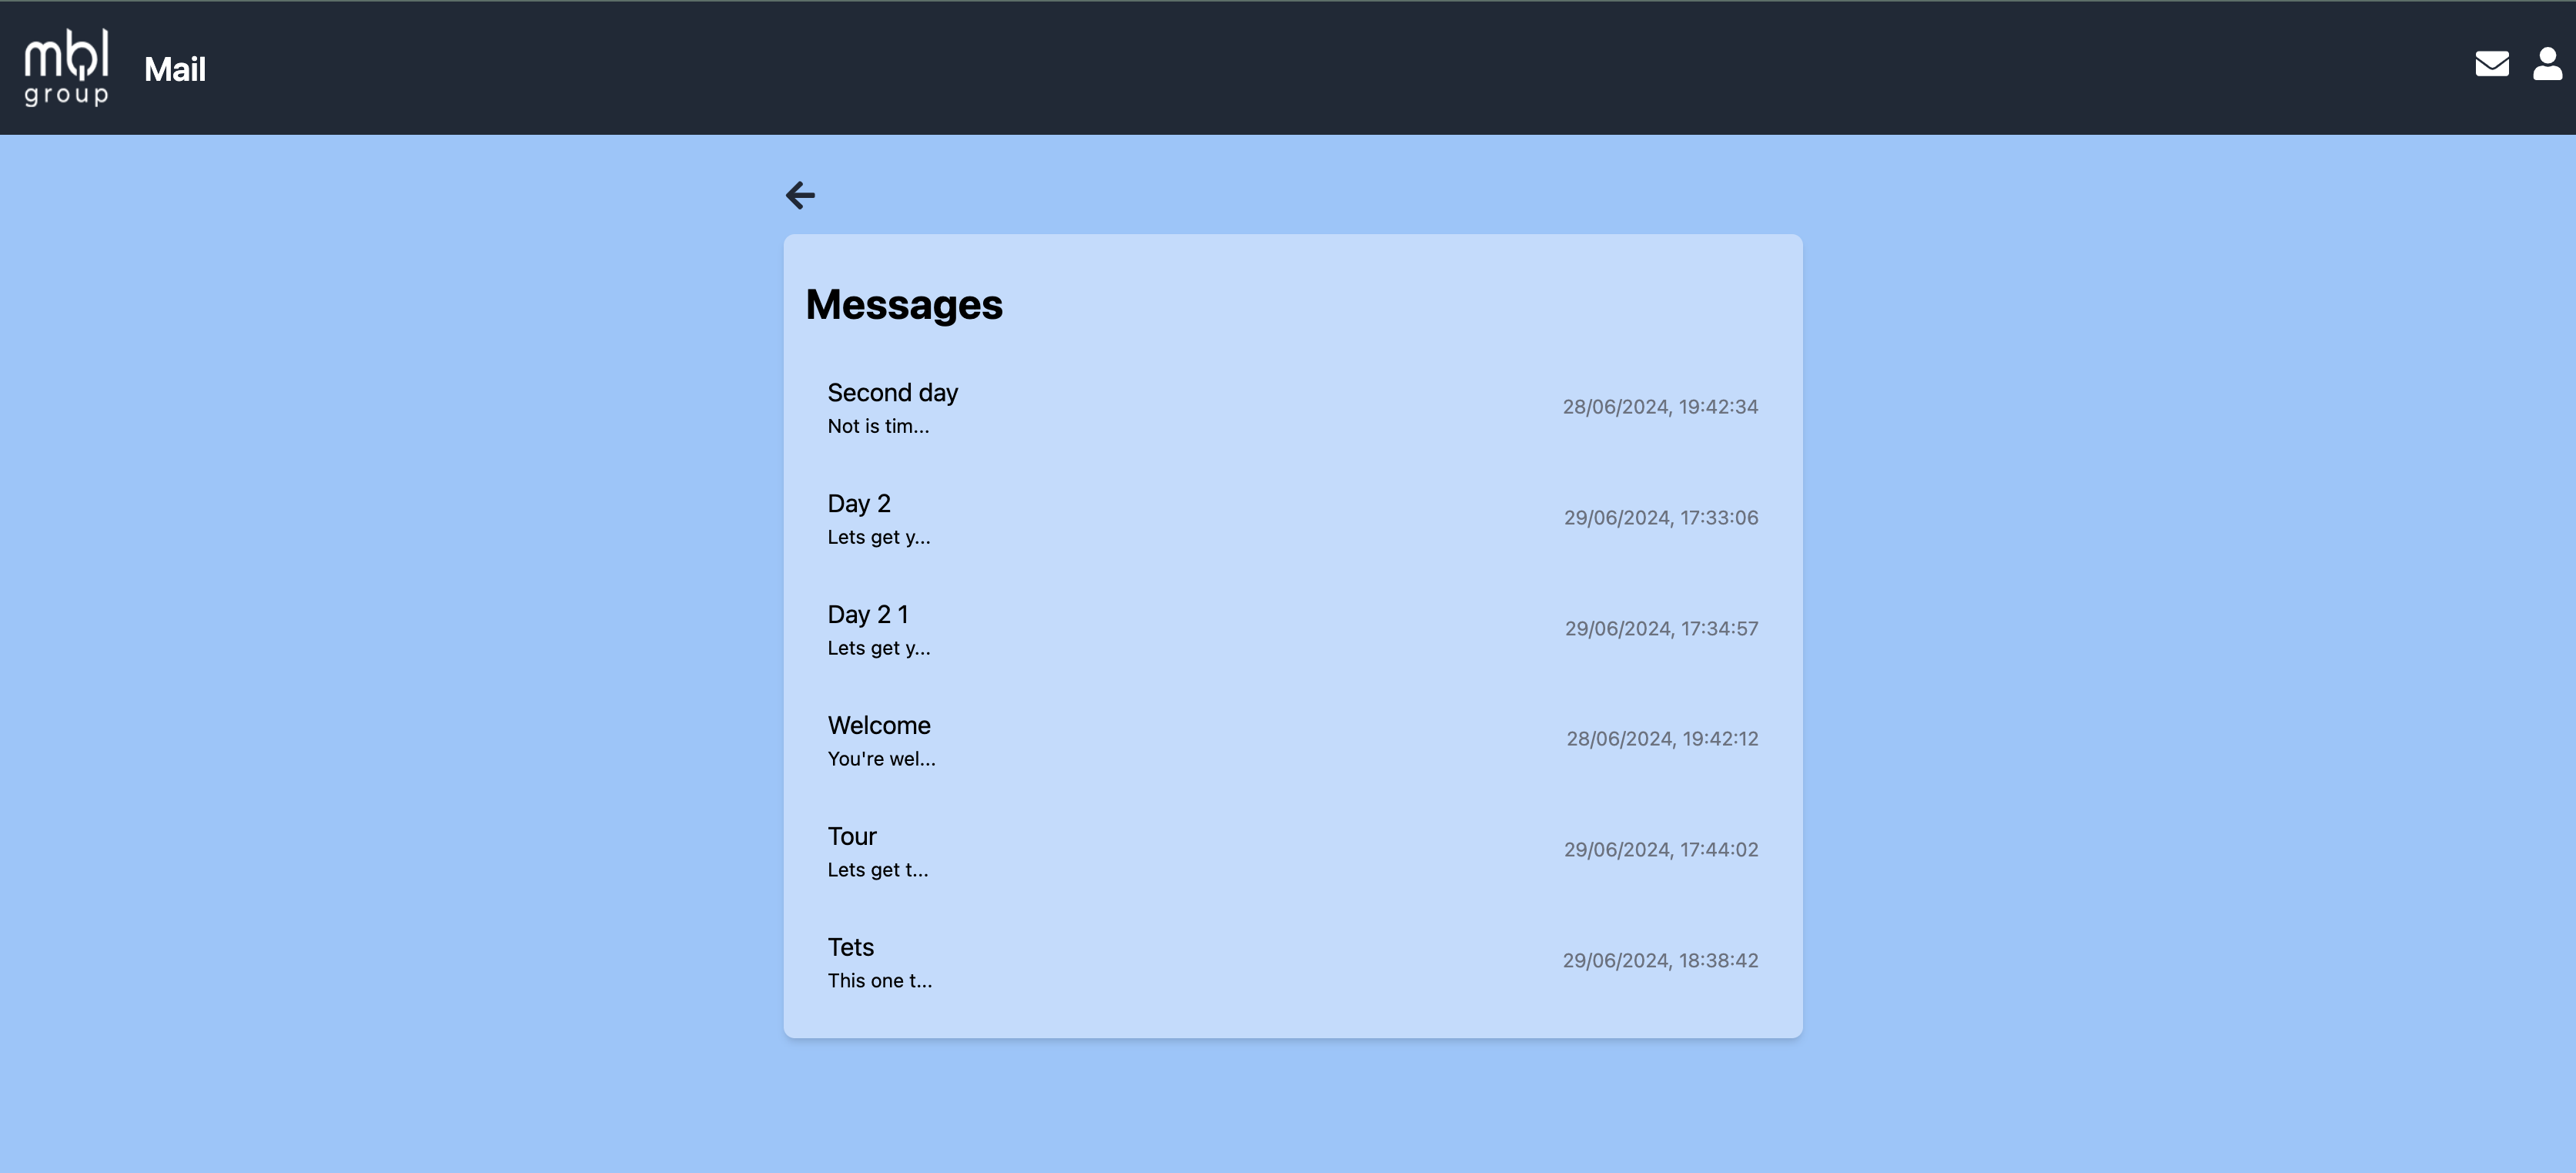 mbl
group
Mail
Messages
Second day
28/06/2024, 19:42:34
Not is tim...
Day 2
29/06/2024, 17:33:06
Lets get y...
Day 2 1
29/06/2024, 17:34:57
Lets get y...
Welcome
28/06/2024, 19:42:12
You're wel...
Tour
29/06/2024, 17:44:02
Lets get t...
Tets
29/06/2024, 18:38:42
This one t...